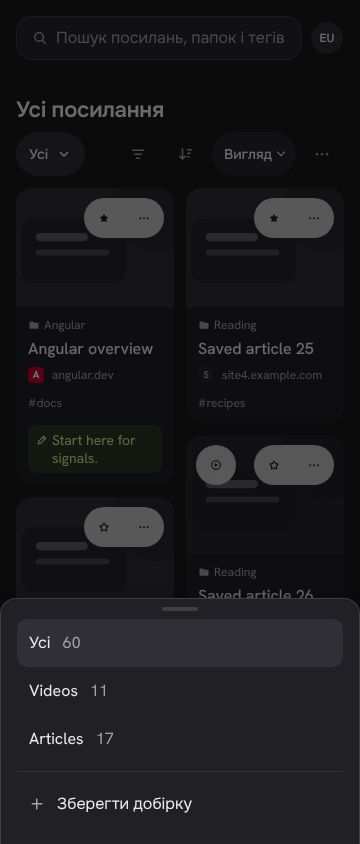 Пошук посилань, папок і тегів
EU
Усі посилання
Усі
Вигляд
Angular
Angular overview
A
angular.dev
#docs
Start here for
signals.
Reading
Saved article 25
S
site4.example.com
#recipes
Reading
Saved article 26
Усі 60
Videos 11
Articles 17
Зберегти добірку